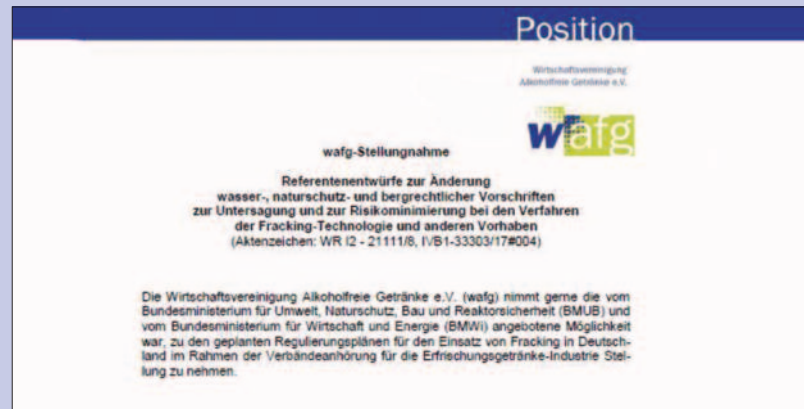 Position
Wirtschaftsvereinigung
Alkoholfreie Getränke e.V.
wafg
wafg-Stellungnahme
Referentenentwürfe zur Änderung
wasser-, naturschutz- und bergrechtlicher Vorschriften
zur Untersagung und zur Risikominimierung bei den Verfahren
der Fracking-Technologie und anderen Vorhaben
(Aktenzeichen: WR I2 - 21111/8, IVB1-33303/17#004)
Die Wirtschaftsvereinigung Alkoholfreie Getränke e.V. (wafg) nimmt gerne die vom
Bundesministerium für Umwelt, Naturschutz, Bau und Reaktorsicherheit (BMUB) und
vom Bundesministerium für Wirtschaft und Energie (BMWi) angebotene Möglichkeit
war, zu den geplanten Regulierungsplänen für den Einsatz von Fracking in Deutsch-
land im Rahmen der Verbändeanhörung für die Erfrischungsgetränke-Industrie Stel-
lung zu nehmen.